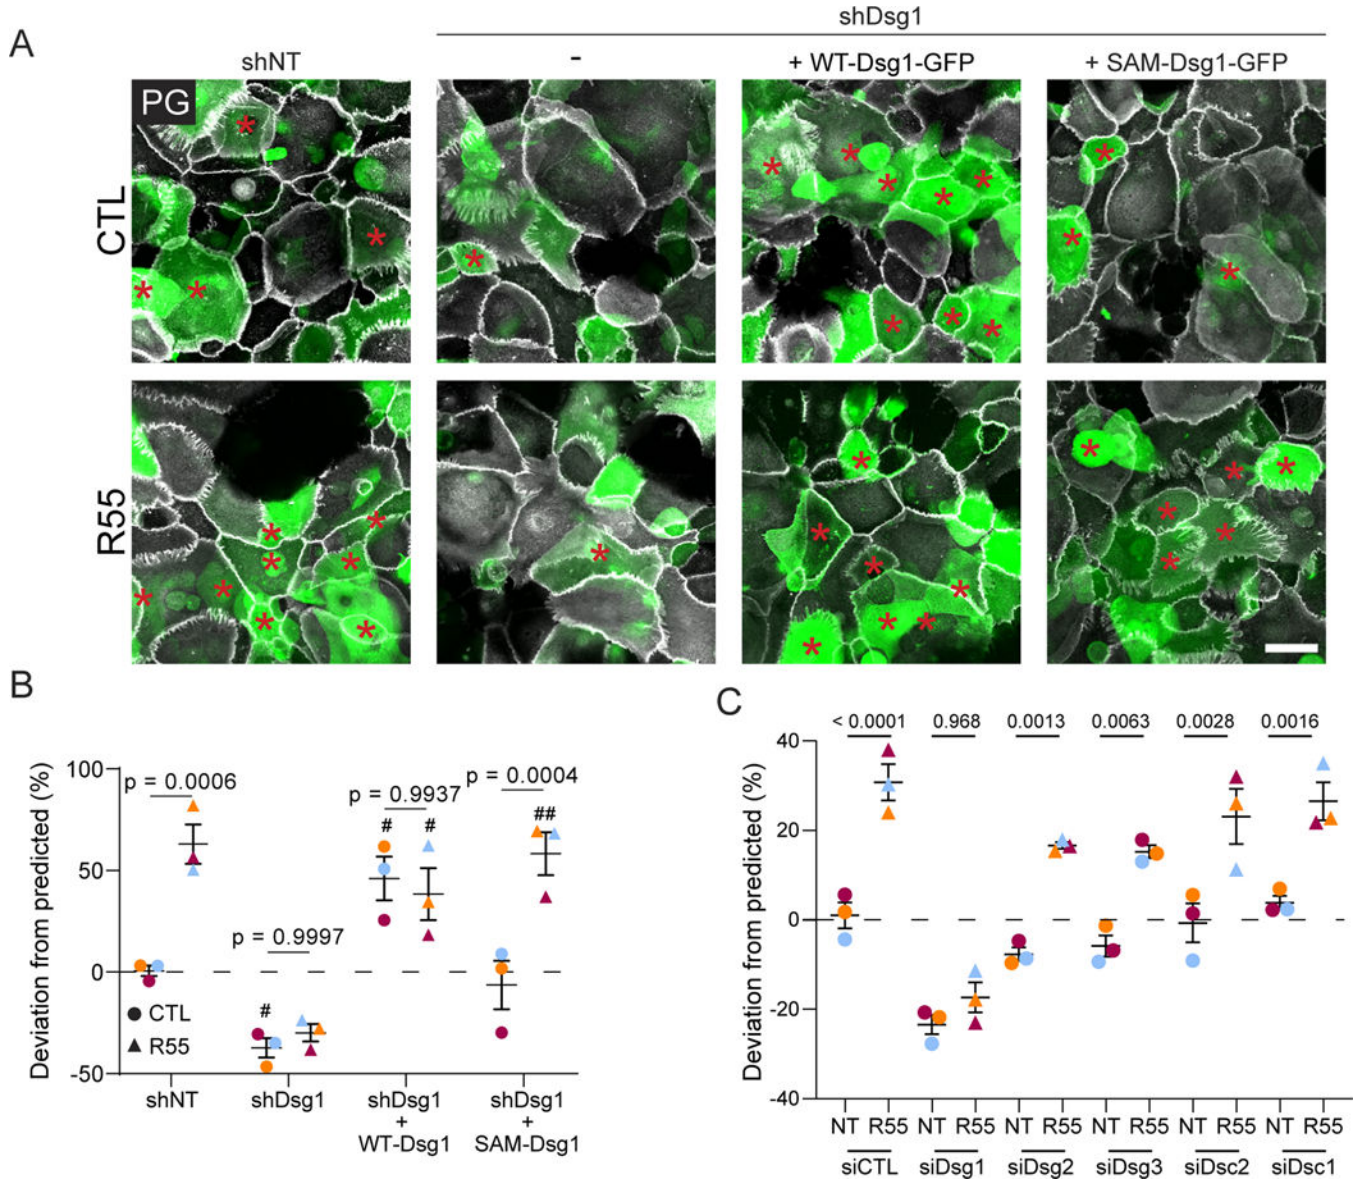 A
shDsg1
shNT
-
+ WT-Dsg1-GFP
+ SAM-Dsg1-GFP
PG
CTL
R55
B
Deviation from predicted (%)
100
50
0
-50
p = 0.0006
p = 0.9997
p = 0.9937
p = 0.0004
#
#
#
##
CTL
R55
shNT
shDsg1
shDsg1
+
WT-Dsg1
shDsg1
+
SAM-Dsg1
C
< 0.0001 0.968 0.0013 0.0063 0.0028 0.0016
Deviation from predicted (%)
40
20
0
-20
-40
NT R55 NT R55 NT R55 NT R55 NT R55 NT R55
siCTL siDsg1 siDsg2 siDsg3 siDsc2 siDsc1